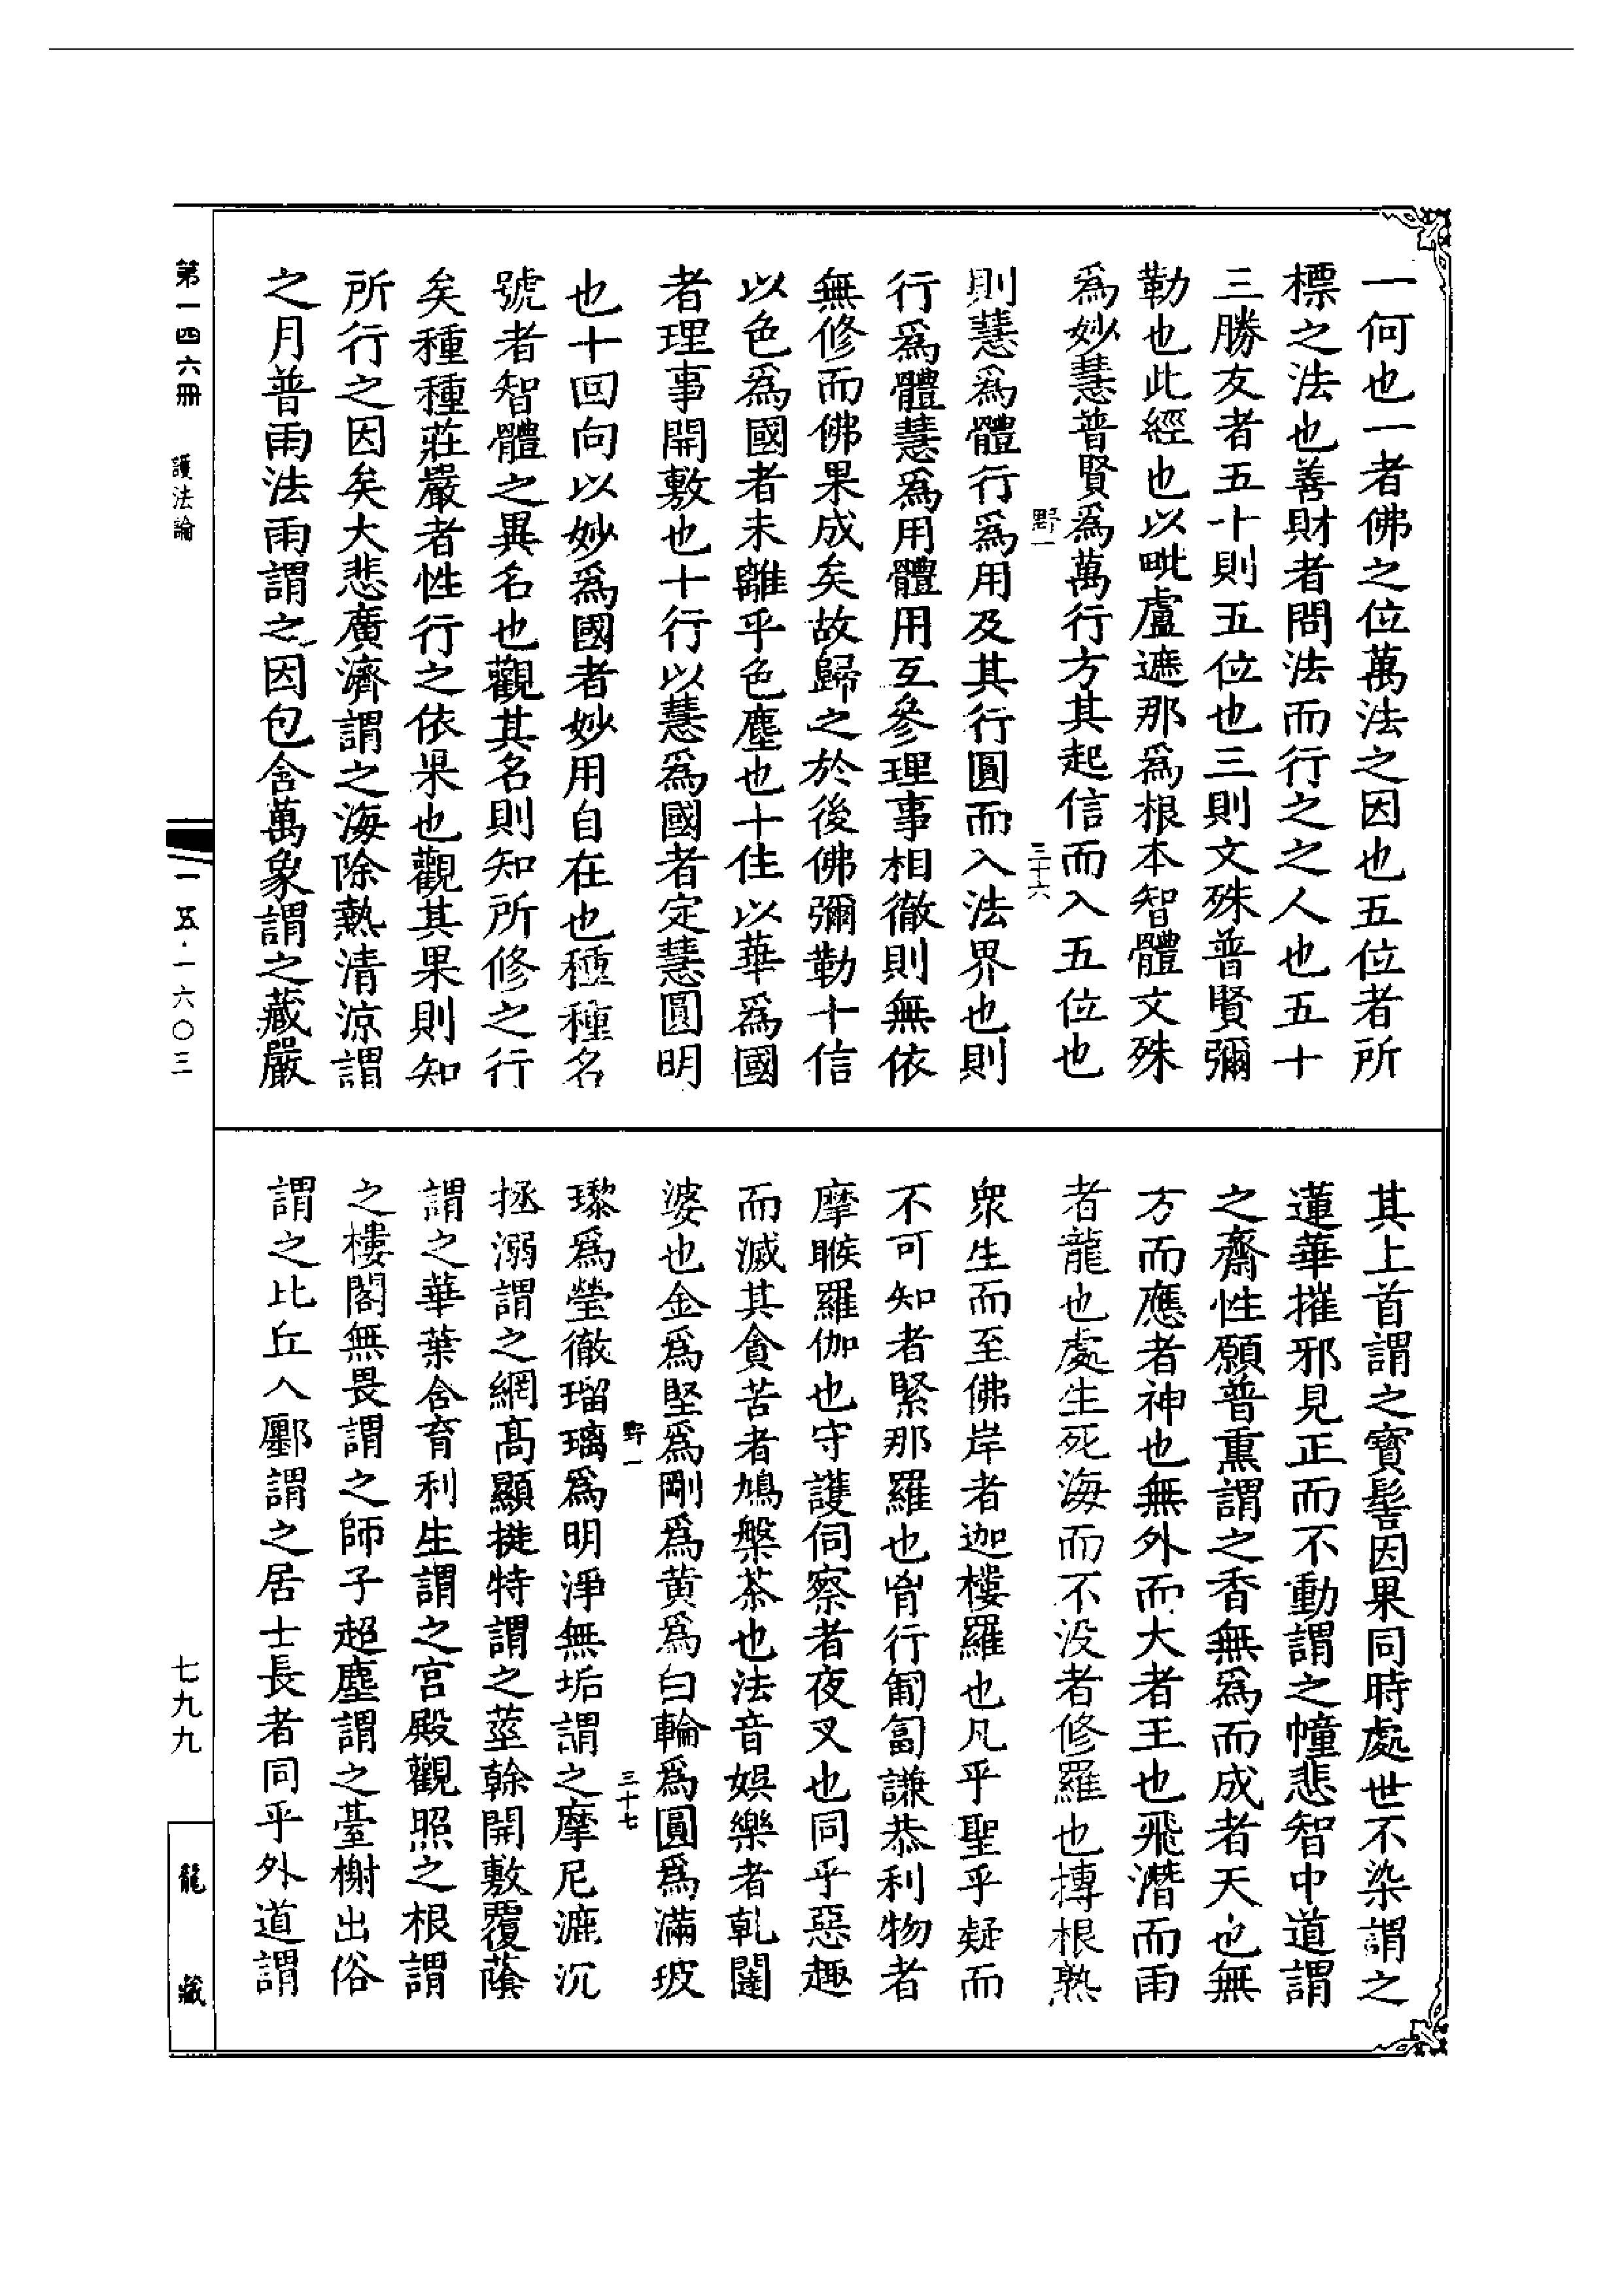 一何也一者佛之位萬法之因也五位者所
標之法也善財者問法而行之之人也五十
三勝友者五十則五位也三則文殊普賢彌
勒也此經也以毗盧遮那爲根本智體文殊
爲妙慧普賢爲萬行方其起信而入五位也
野一
三十六
則慧爲體行爲用及其行圓而入法界也則
行爲體慧爲用體用互參理事相徹則無依
無修而佛果成矣故歸之於後佛彌勒十信
以色爲國者未離乎色塵也十住以華爲國
者理事開敷也十行以慧爲國者定慧圓明
也十回向以妙爲國者妙用自在也種種名
號者智體之異名也觀其名則知所修之行
矣種種莊嚴者性行之依果也觀其果則知
所行之因矣大悲廣濟謂之海除熱清涼謂
之月普雨法雨謂之因包含萬象謂之藏嚴
其上首謂之寶髻因果同時處世不染謂之
蓮華摧邪見正而不動謂之幢悲智中道謂
之齋性願普熏謂之香無爲而成者天也無
方而應者神也無外而大者王也飛潛而雨
者龍也處生死海而不没者修羅也摶根熟
衆生而至佛岸者迦樓羅也凡乎聖乎疑而
不可知者緊那羅也胷行匍匐謙恭利物者
摩睺羅伽也守護伺察者夜叉也同乎惡趣
而滅其貪苦者鳩槃茶也法音娛樂者乹闥
婆也金爲堅爲剛爲黄爲白輪爲圓爲滿玻
野一
三十七
瓈爲瑩徹瑠璃爲明淨無垢謂之摩尼漉沉
拯溺謂之網髙顯㨗特謂之莖榦開敷覆蔭
謂之華葉含育利生謂之宫殿觀照之根謂
之樓閣無畏謂之師子超塵謂之臺榭出俗
謂之比丘入鄽謂之居士長者同乎外道謂
第一四六冊
護法論
一五·一六〇三
七九九
龍藏